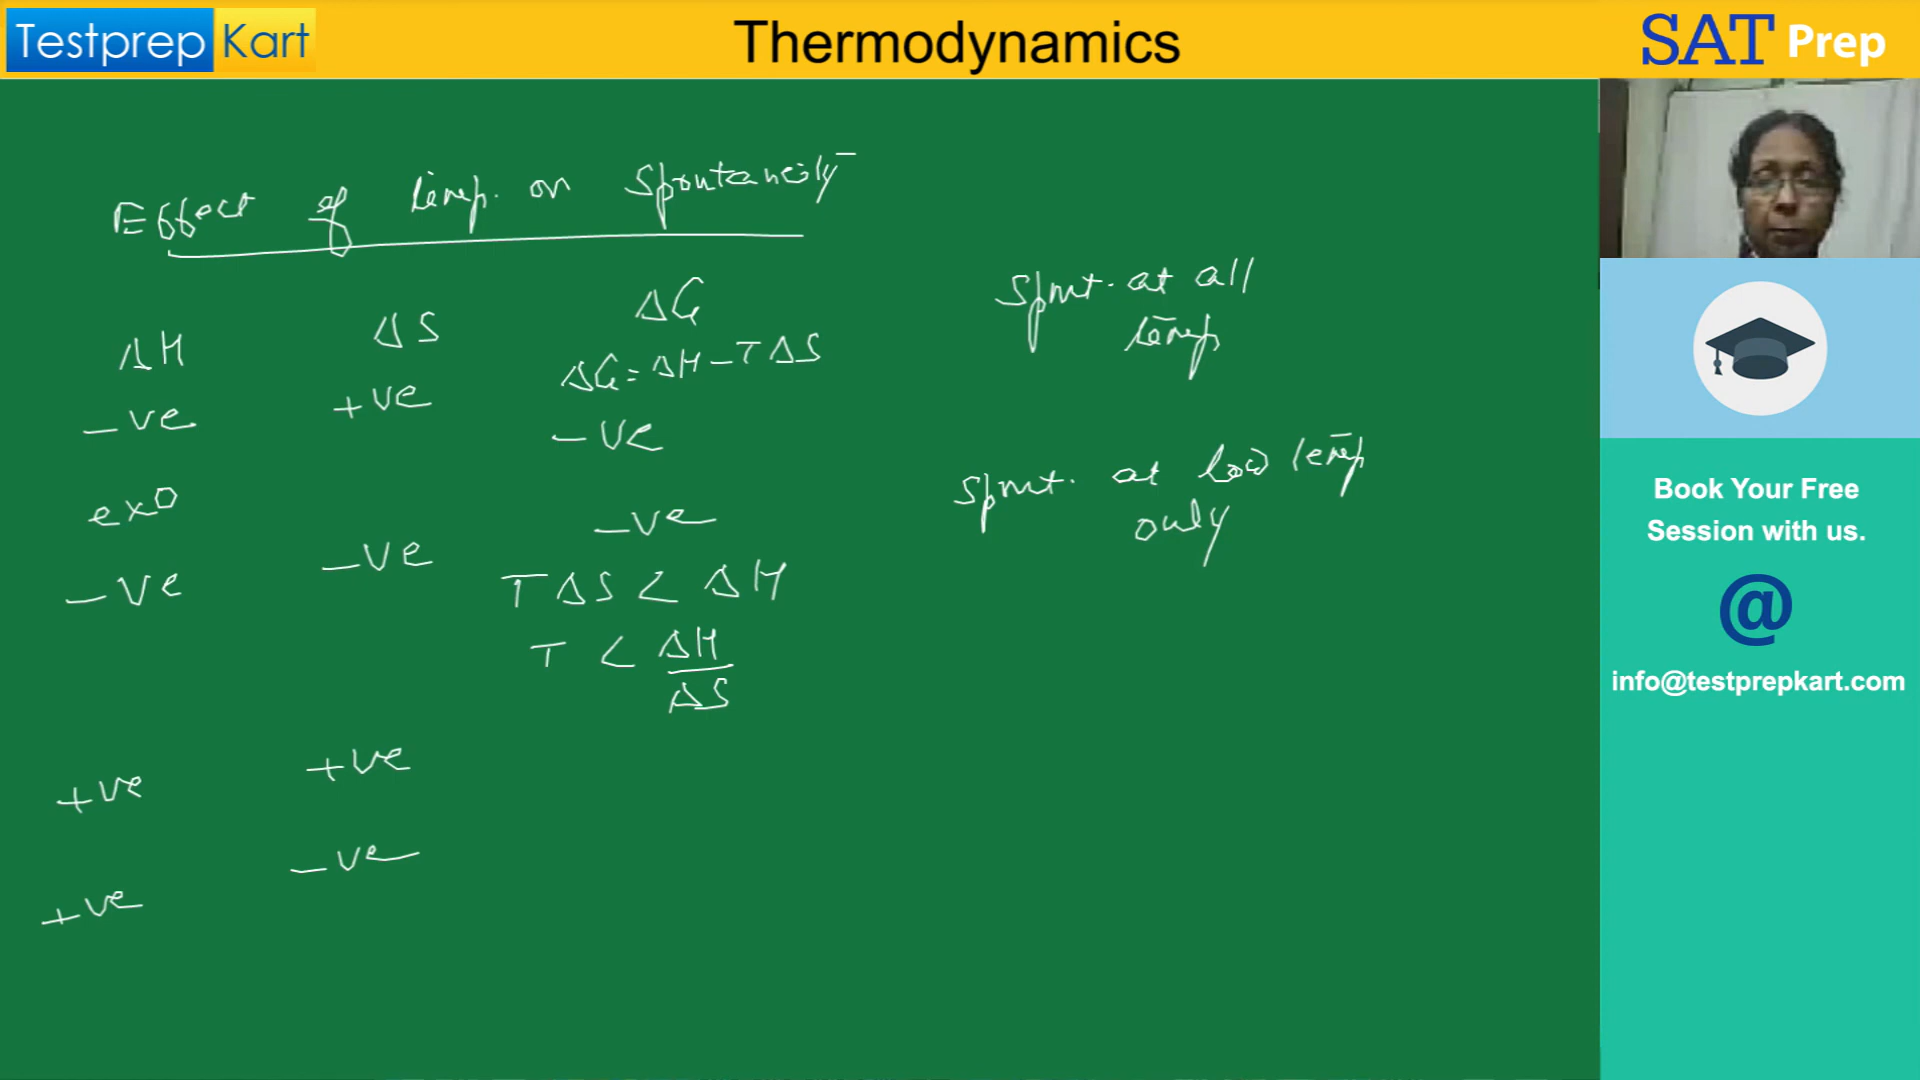 Testprep Kart
Thermodynamics
SAT Prep
Effect of temp. on Spontaneity
ΔH ΔS ΔG
ΔG = ΔH - TΔS
-ve +ve -ve
Spont. at all
temp
exo
-ve -ve -ve
Spont. at low temp
only
TΔS < ΔH
T < ΔH/ΔS
+ve +ve
+ve -ve
Book Your Free
Session with us.
@
info@testprepkart.com